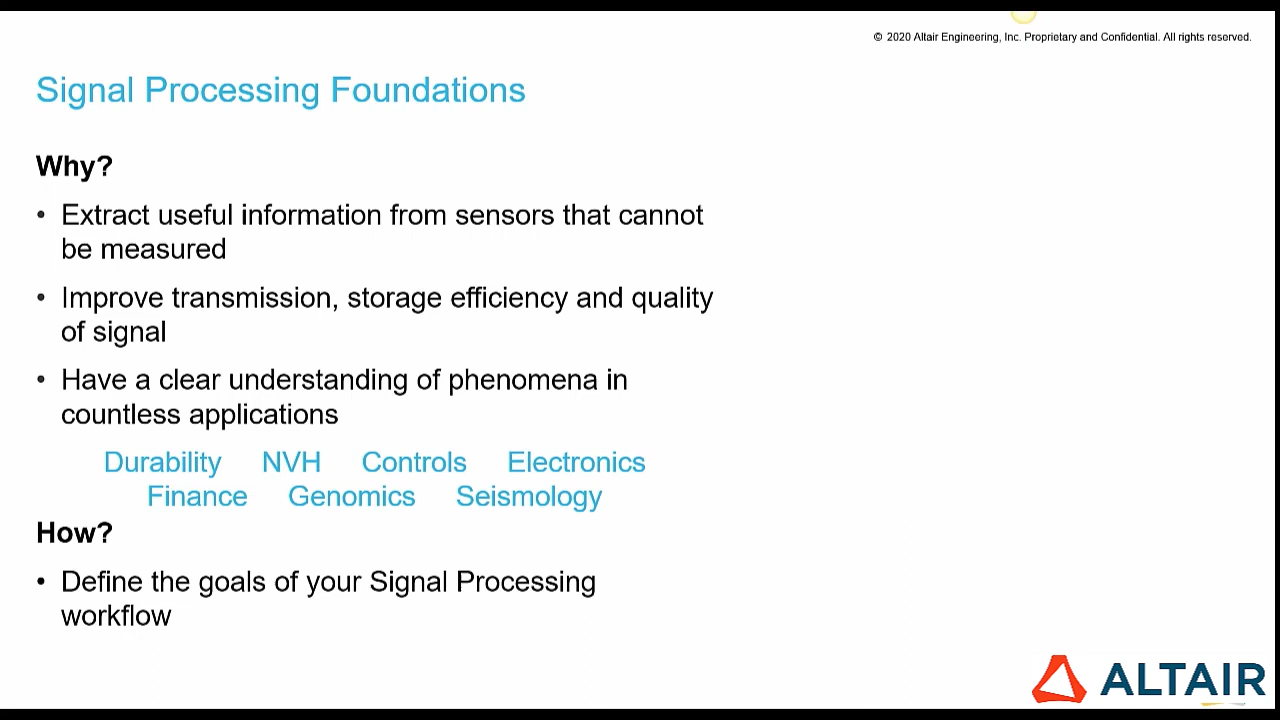 © 2020 Altair Engineering, Inc. Proprietary and Confidential. All rights reserved.
Signal Processing Foundations
Why?
• Extract useful information from sensors that cannot
be measured
• Improve transmission, storage efficiency and quality
of signal
• Have a clear understanding of phenomena in
countless applications
Durability NVH Controls Electronics
Finance Genomics Seismology
How?
• Define the goals of your Signal Processing
workflow
ALTAIR